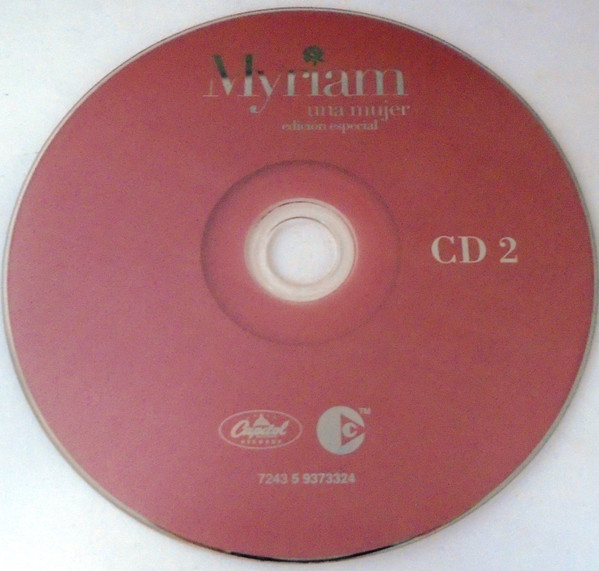 Myriam
una mujer
edición especial
CD 2
Capitol
RECORDS
C
TM
7243 5 9373324